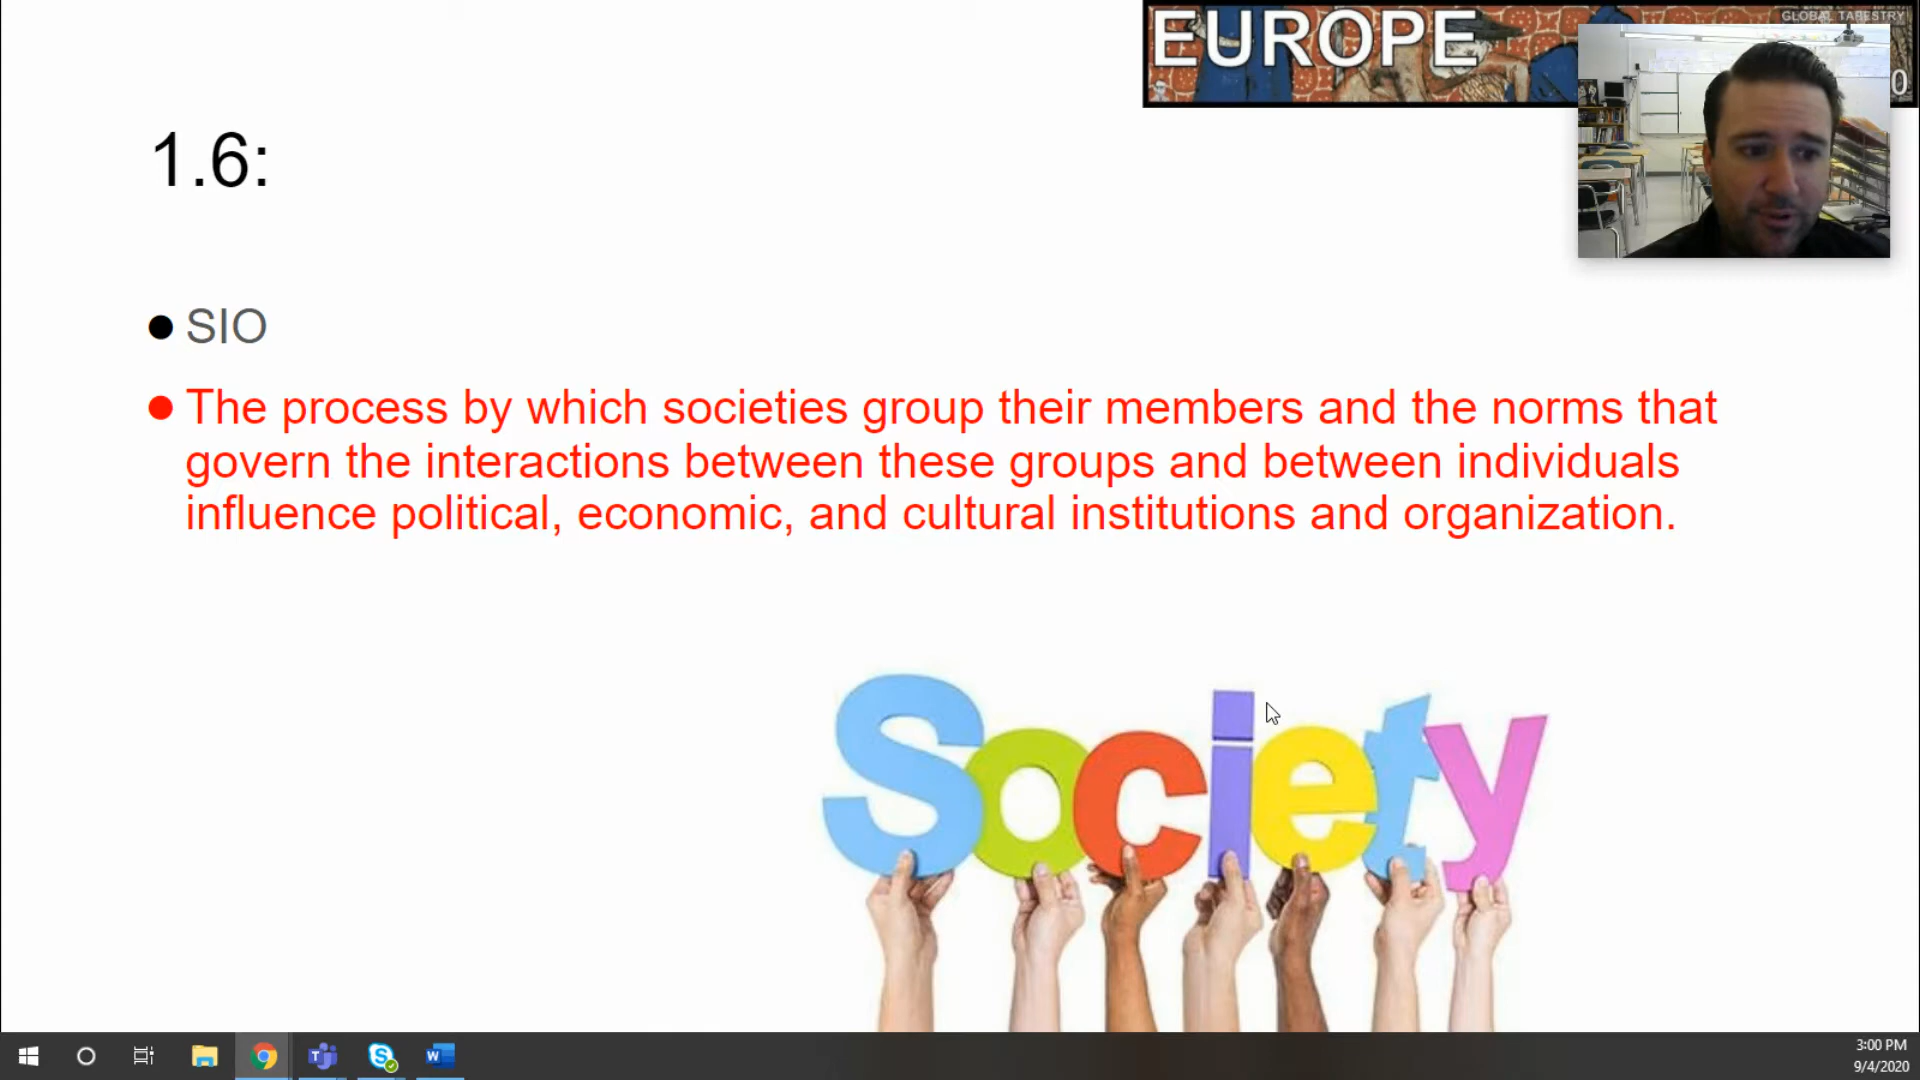 GLOBAL TAPESTRY
EUROPE
0
1.6:
SIO
The process by which societies group their members and the norms that
govern the interactions between these groups and between individuals
influence political, economic, and cultural institutions and organization.
Society
3:00 PM
9/4/2020